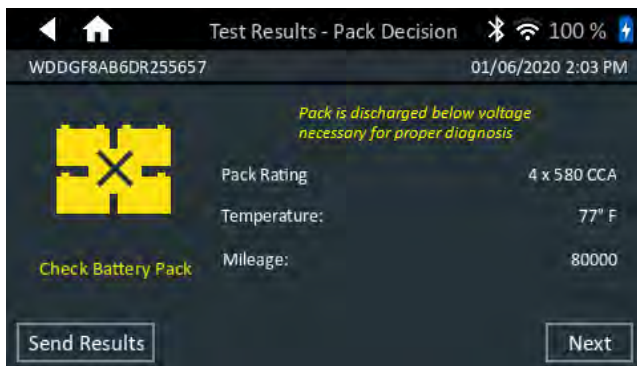 Test Results - Pack Decision 100 %
WDDGF8AB6DR255657 01/06/2020 2:03 PM
Pack is discharged below voltage
necessary for proper diagnosis
Pack Rating 4 x 580 CCA
Temperature: 77° F
Check Battery Pack Mileage: 80000
Send Results Next